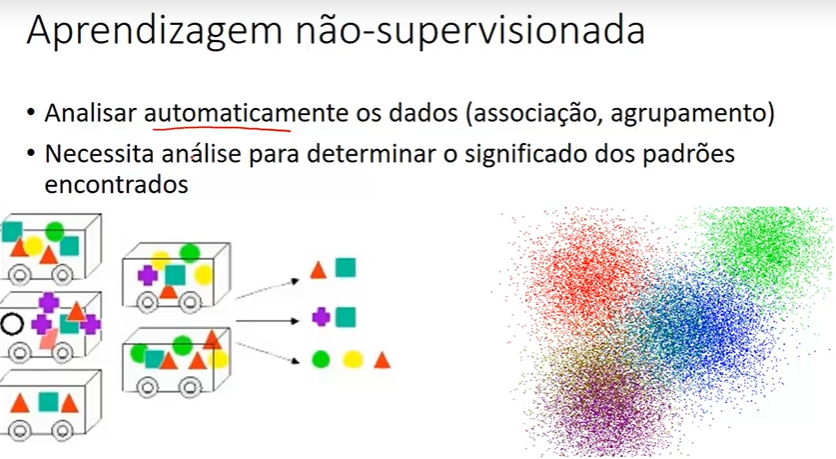 Aprendizagem não-supervisionada
• Analisar automaticamente os dados (associação, agrupamento)
• Necessita análise para determinar o significado dos padrões
encontrados